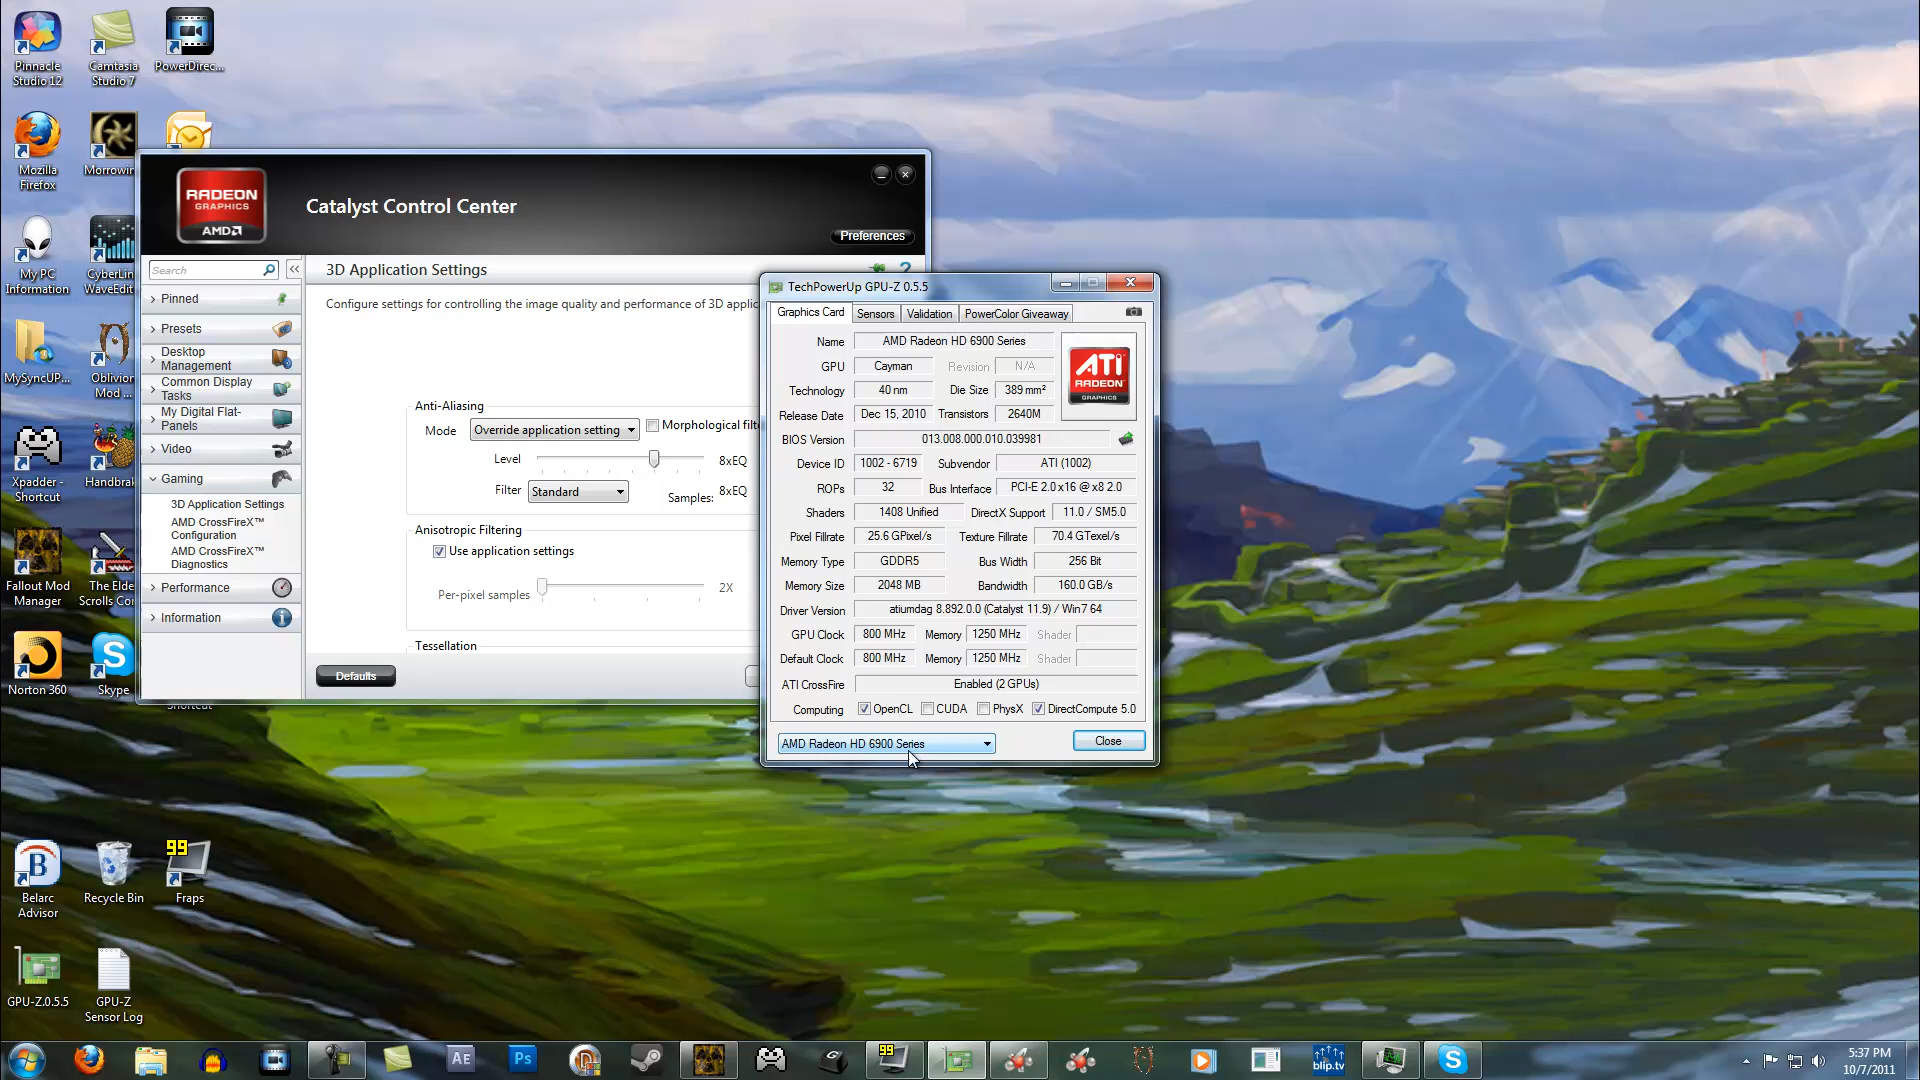 Pinnacle
Studio 12
Camtasia
Studio 7
PowerDirec...
Mozilla
Firefox
Morrowin
My PC
Information
CyberLin
WaveEdit
MySyncUP...
Oblivion
Mod ...
Xpadder -
Shortcut
Handbrak
Fallout Mod
Manager
The Elde
Scrolls Con
Norton 360
Skype
Shortcut
Belarc
Advisor
Recycle Bin
99
Fraps
GPU-Z.0.5.5
GPU-Z
Sensor Log
RADEON
GRAPHICS
AMD
Catalyst Control Center
Preferences
Search
Pinned
Presets
Desktop
Management
Common Display
Tasks
My Digital Flat-
Panels
Video
Gaming
3D Application Settings
AMD CrossFireX™
Configuration
AMD CrossFireX™
Diagnostics
Performance
Information
3D Application Settings
Configure settings for controlling the image quality and performance of 3D applic
Anti-Aliasing
Mode Override application setting Morphological filte
Level 8xEQ
Filter Standard Samples: 8xEQ
Anisotropic Filtering
Use application settings
Per-pixel samples 2X
Tessellation
Defaults
TechPowerUp GPU-Z 0.5.5
Graphics Card Sensors Validation PowerColor Giveaway
Name AMD Radeon HD 6900 Series
GPU Cayman Revision N/A
Technology 40 nm Die Size 389 mm²
Release Date Dec 15, 2010 Transistors 2640M
BIOS Version 013.008.000.010.039981
Device ID 1002 - 6719 Subvendor ATI (1002)
ROPs 32 Bus Interface PCI-E 2.0 x16 @ x8 2.0
Shaders 1408 Unified DirectX Support 11.0 / SM5.0
Pixel Fillrate 25.6 GPixel/s Texture Fillrate 70.4 GTexel/s
Memory Type GDDR5 Bus Width 256 Bit
Memory Size 2048 MB Bandwidth 160.0 GB/s
Driver Version atiumdag 8.892.0.0 (Catalyst 11.9) / Win7 64
GPU Clock 800 MHz Memory 1250 MHz Shader
Default Clock 800 MHz Memory 1250 MHz Shader
ATI CrossFire Enabled (2 GPUs)
Computing OpenCL CUDA PhysX DirectCompute 5.0
AMD Radeon HD 6900 Series Close
ATI
RADEON
GRAPHICS
AE
Ps
99
blip.tv
5:37 PM
10/7/2011